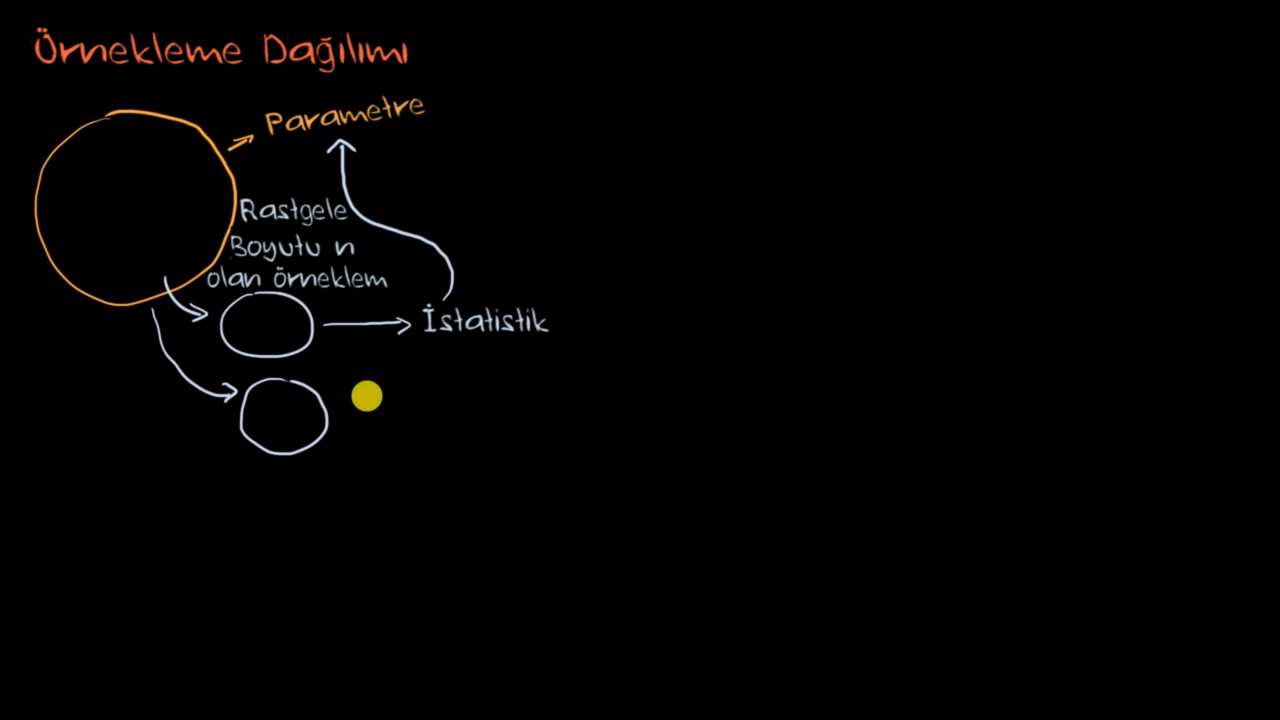 Örnekleme Dağılımı
Parametre
Rastgele
Boyutu n
olan örneklem
İstatistik